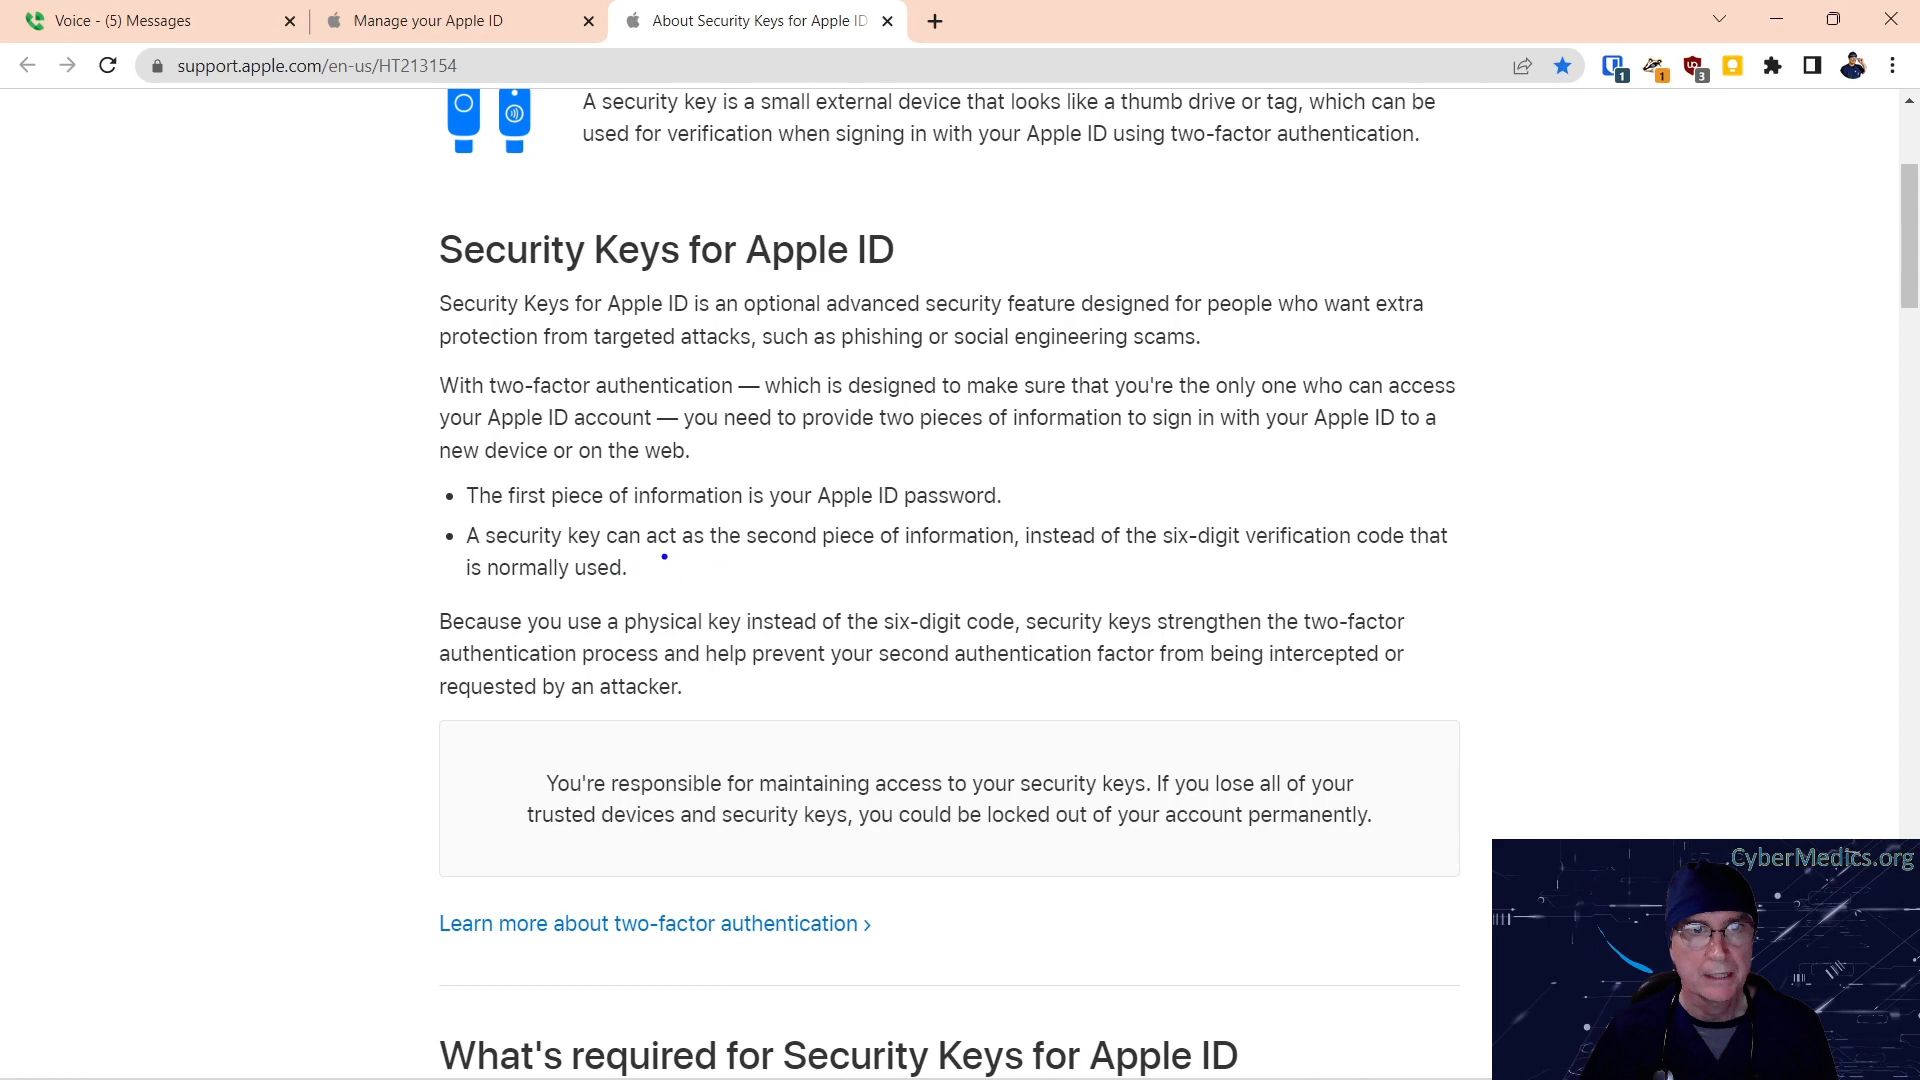 Voice - (5) Messages
Manage your Apple ID
About Security Keys for Apple ID
support.apple.com/en-us/HT213154
1
1
3
A security key is a small external device that looks like a thumb drive or tag, which can be
used for verification when signing in with your Apple ID using two-factor authentication.
Security Keys for Apple ID
Security Keys for Apple ID is an optional advanced security feature designed for people who want extra
protection from targeted attacks, such as phishing or social engineering scams.
With two-factor authentication — which is designed to make sure that you're the only one who can access
your Apple ID account — you need to provide two pieces of information to sign in with your Apple ID to a
new device or on the web.
• The first piece of information is your Apple ID password.
• A security key can act as the second piece of information, instead of the six-digit verification code that
is normally used.
Because you use a physical key instead of the six-digit code, security keys strengthen the two-factor
authentication process and help prevent your second authentication factor from being intercepted or
requested by an attacker.
You're responsible for maintaining access to your security keys. If you lose all of your
trusted devices and security keys, you could be locked out of your account permanently.
CyberMedics.org
Learn more about two-factor authentication ›
What's required for Security Keys for Apple ID